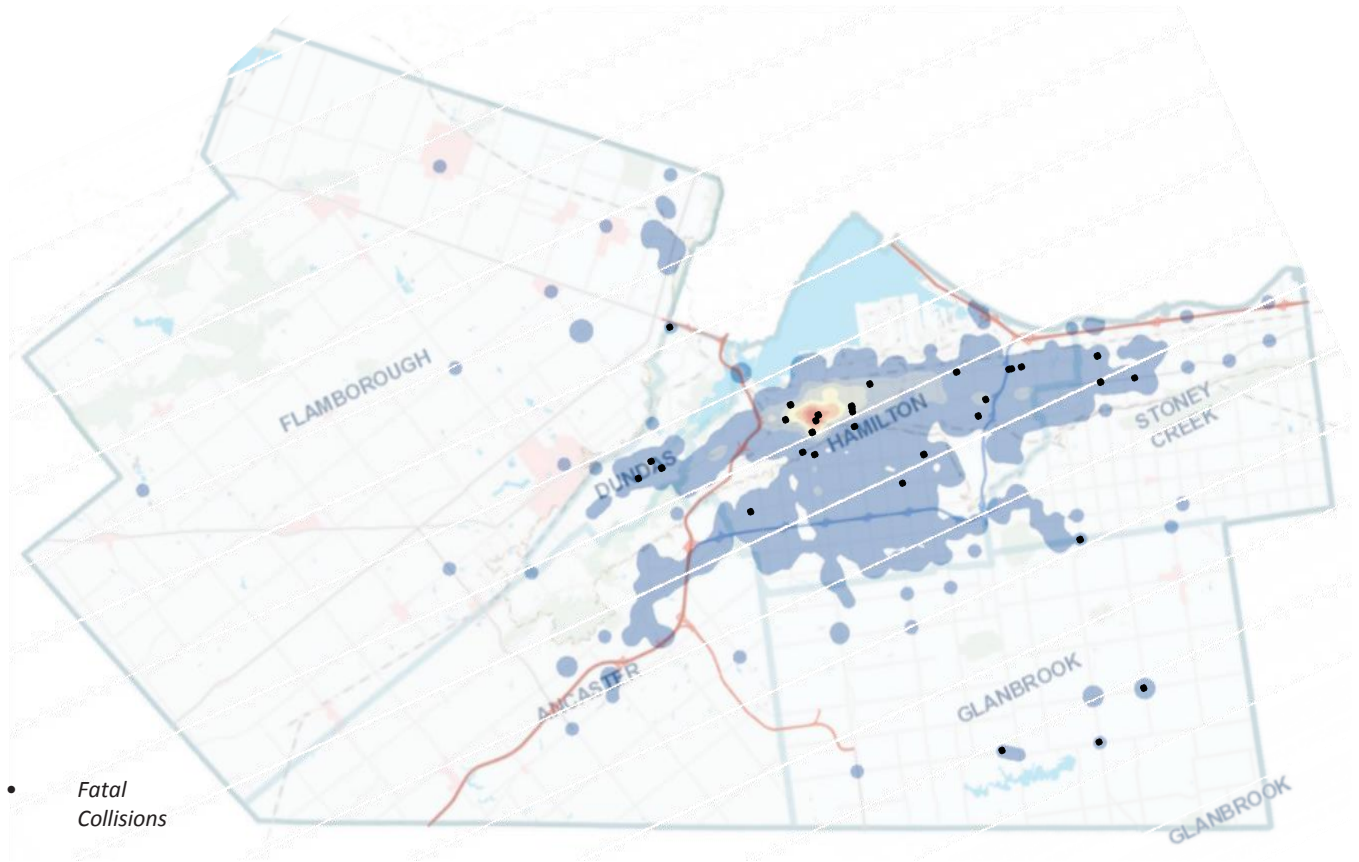 FLAMBOROUGH
DUNDAS
HAMILTON
STONEY
CREEK
ANCASTER
GLANBROOK
GLANBROOK
• Fatal
Collisions